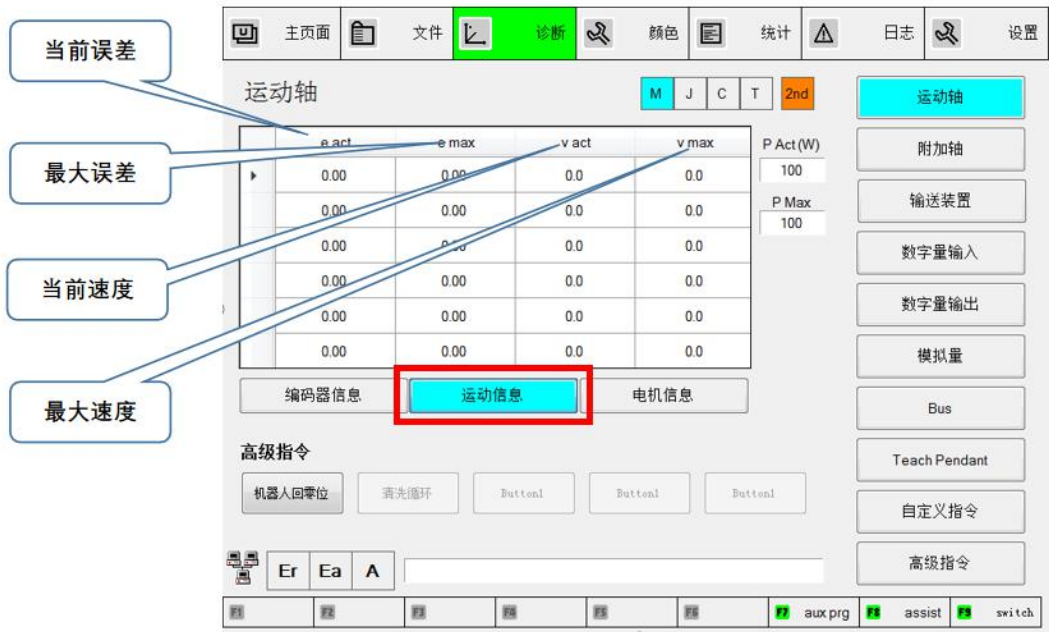 主页面 文件 诊断 颜色 统计 日志 设置
当前误差
最大误差
当前速度
最大速度
运动轴
M J C T 2nd
e act e max v act v max
0.00 0.00 0.0 0.0
0.00 0.00 0.0 0.0
0.00 0.00 0.0 0.0
0.00 0.00 0.0 0.0
0.00 0.00 0.0 0.0
0.00 0.00 0.0 0.0
P Act (W)
100
P Max
100
编码器信息 运动信息 电机信息
高级指令
机器人回零位 清洗循环 Button1 Button1 Button1
运动轴
附加轴
输送装置
数字量输入
数字量输出
模拟量
Bus
Teach Pendant
自定义指令
高级指令
Er Ea A
F1 F2 F3 F4 F5 F6 F7 aux prg F8 assist F9 switch